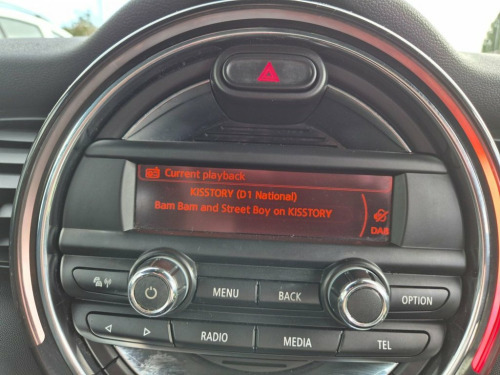 Current playback
KISSTORY (D1 National)
Bam Bam and Street Boy on KISSTORY
DAB
MENU
BACK
OPTION
RADIO
MEDIA
TEL